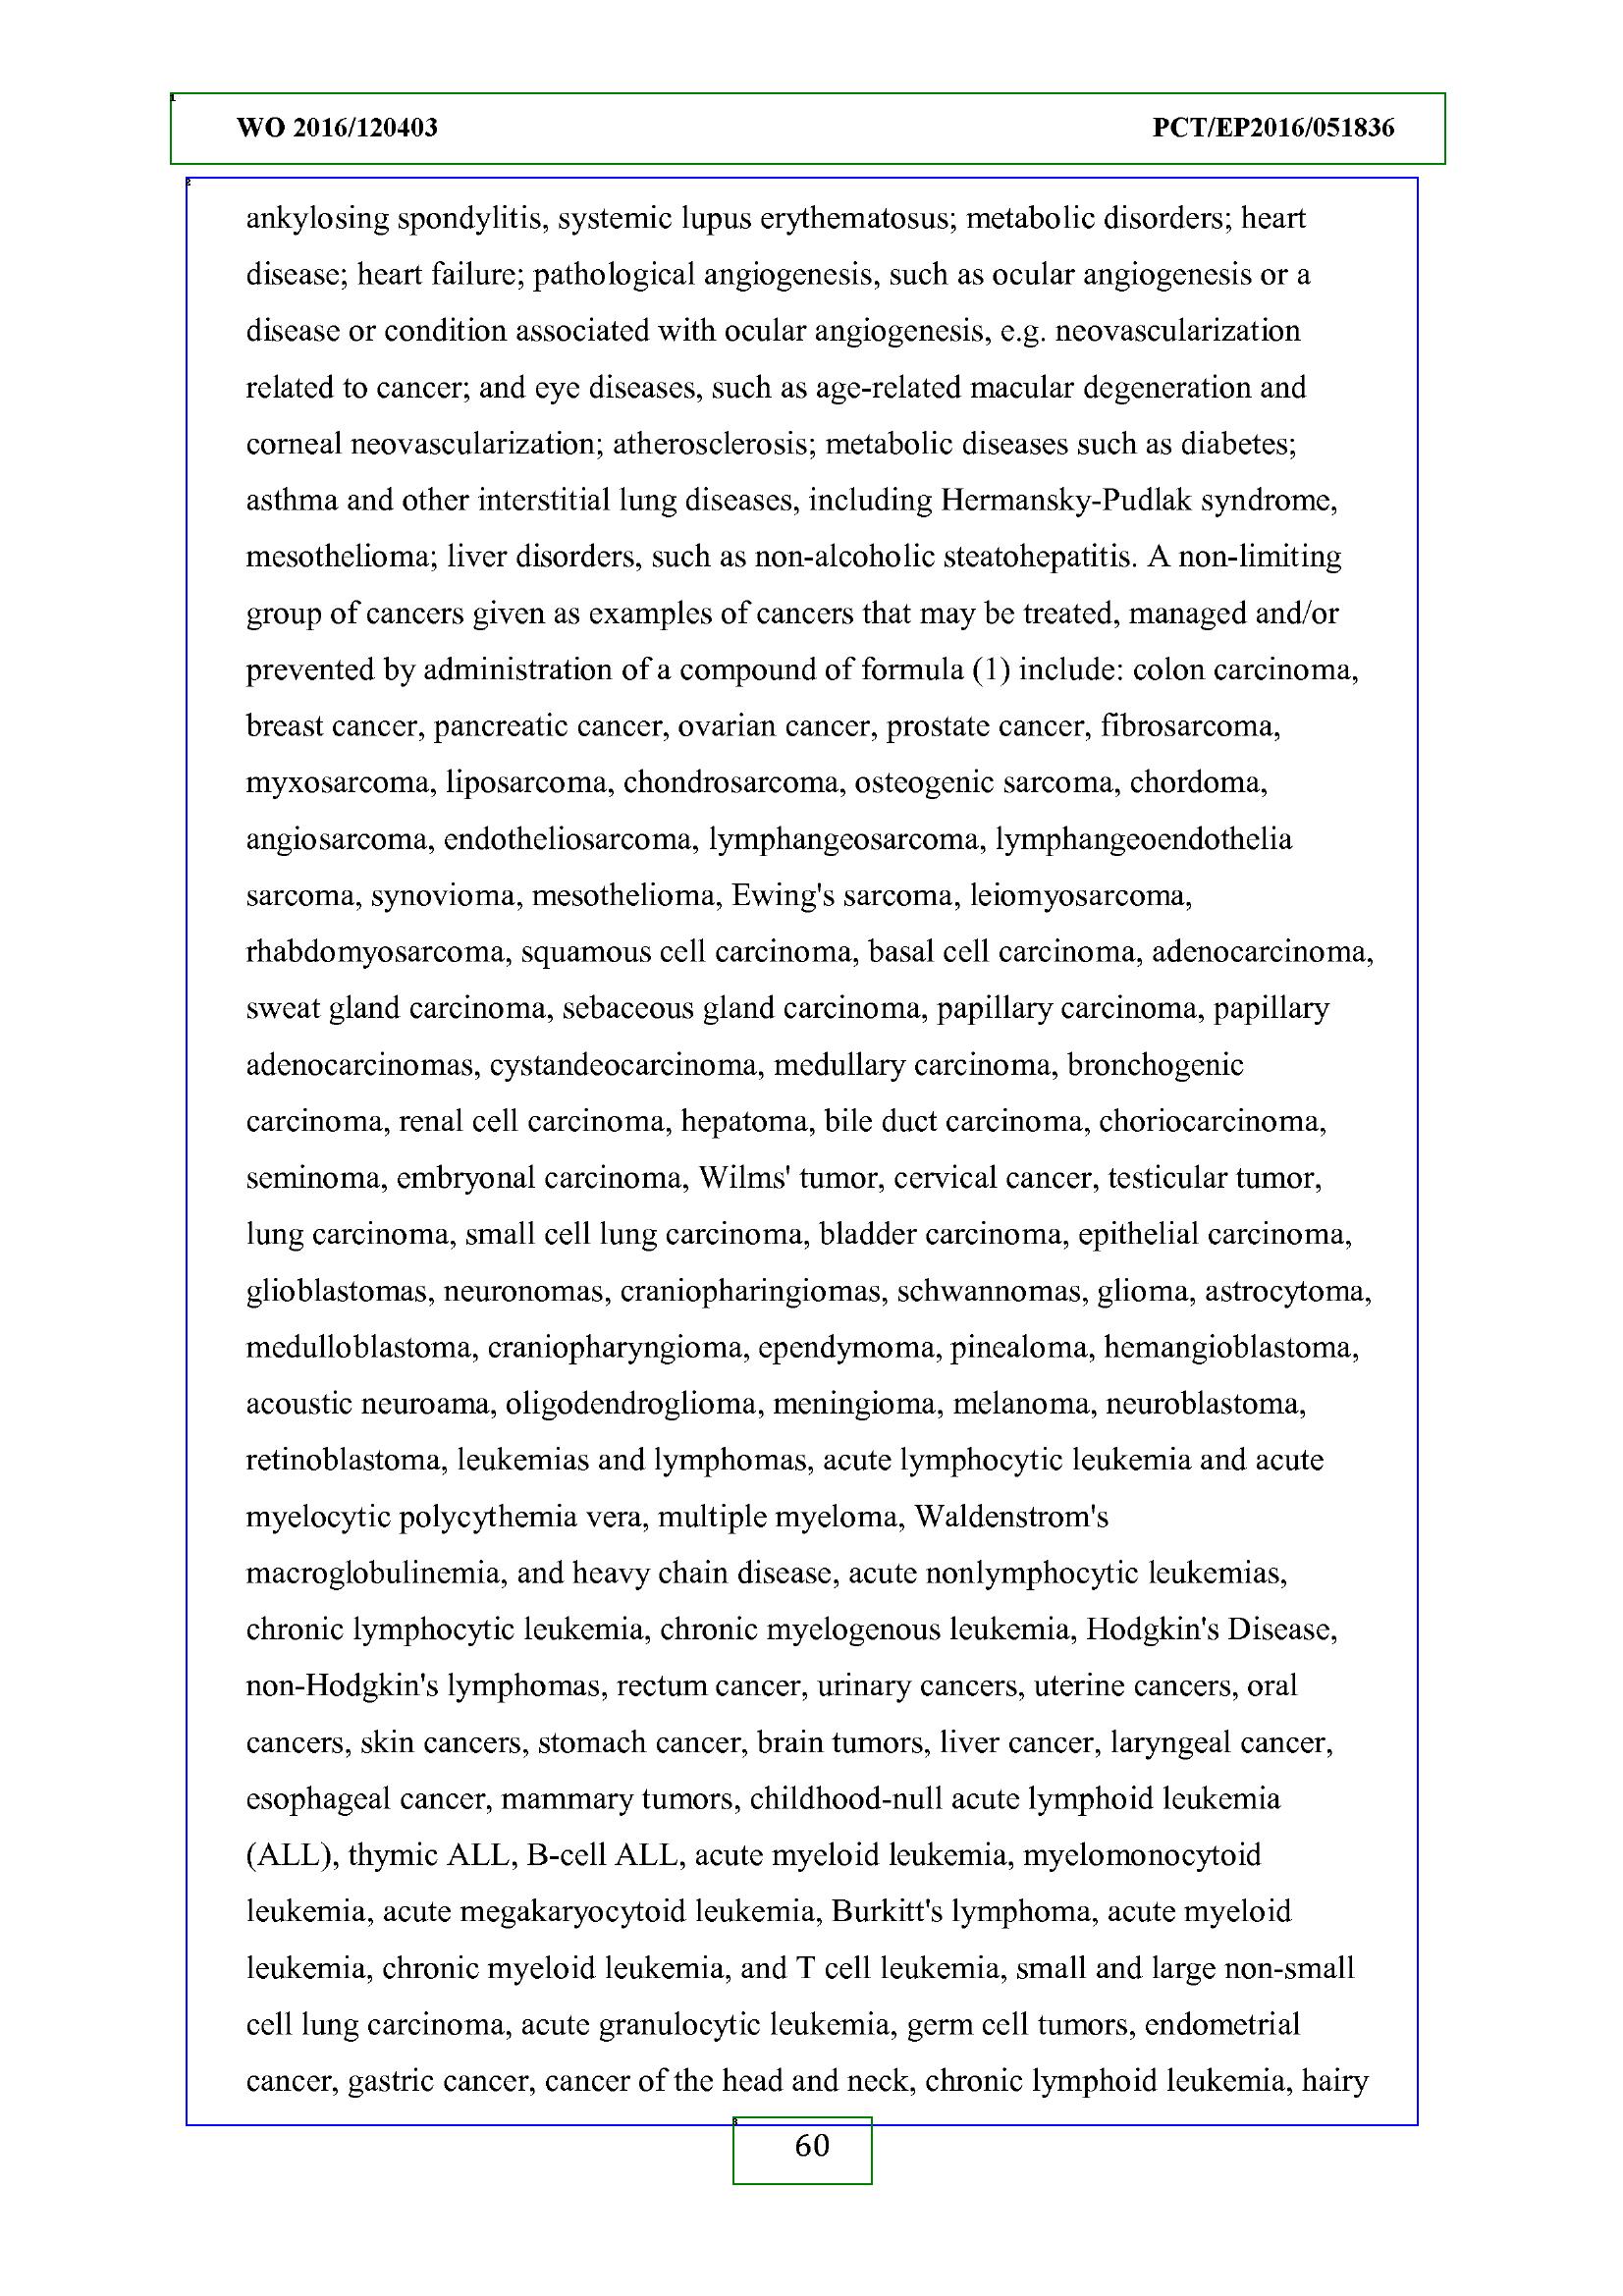 WO 2016/120403 PCT/EP2016/051836
ankylosing spondylitis, systemic lupus erythematosus; metabolic disorders; heart
disease; heart failure; pathological angiogenesis, such as ocular angiogenesis or a
disease or condition associated with ocular angiogenesis, e.g. neovascularization
related to cancer; and eye diseases, such as age-related macular degeneration and
corneal neovascularization; atherosclerosis; metabolic diseases such as diabetes;
asthma and other interstitial lung diseases, including Hermansky-Pudlak syndrome,
mesothelioma; liver disorders, such as non-alcoholic steatohepatitis. A non-limiting
group of cancers given as examples of cancers that may be treated, managed and/or
prevented by administration of a compound of formula (1) include: colon carcinoma,
breast cancer, pancreatic cancer, ovarian cancer, prostate cancer, fibrosarcoma,
myxosarcoma, liposarcoma, chondrosarcoma, osteogenic sarcoma, chordoma,
angiosarcoma, endotheliosarcoma, lymphangeosarcoma, lymphangeoendothelia
sarcoma, synovioma, mesothelioma, Ewing's sarcoma, leiomyosarcoma,
rhabdomyosarcoma, squamous cell carcinoma, basal cell carcinoma, adenocarcinoma,
sweat gland carcinoma, sebaceous gland carcinoma, papillary carcinoma, papillary
adenocarcinomas, cystandeocarcinoma, medullary carcinoma, bronchogenic
carcinoma, renal cell carcinoma, hepatoma, bile duct carcinoma, choriocarcinoma,
seminoma, embryonal carcinoma, Wilms' tumor, cervical cancer, testicular tumor,
lung carcinoma, small cell lung carcinoma, bladder carcinoma, epithelial carcinoma,
glioblastomas, neuronomas, craniopharingiomas, schwannomas, glioma, astrocytoma,
medulloblastoma, craniopharyngioma, ependymoma, pinealoma, hemangioblastoma,
acoustic neuroama, oligodendroglioma, meningioma, melanoma, neuroblastoma,
retinoblastoma, leukemias and lymphomas, acute lymphocytic leukemia and acute
myelocytic polycythemia vera, multiple myeloma, Waldenstrom's
macroglobulinemia, and heavy chain disease, acute nonlymphocytic leukemias,
chronic lymphocytic leukemia, chronic myelogenous leukemia, Hodgkin's Disease,
non-Hodgkin's lymphomas, rectum cancer, urinary cancers, uterine cancers, oral
cancers, skin cancers, stomach cancer, brain tumors, liver cancer, laryngeal cancer,
esophageal cancer, mammary tumors, childhood-null acute lymphoid leukemia
(ALL), thymic ALL, B-cell ALL, acute myeloid leukemia, myelomonocytoid
leukemia, acute megakaryocytoid leukemia, Burkitt's lymphoma, acute myeloid
leukemia, chronic myeloid leukemia, and T cell leukemia, small and large non-small
cell lung carcinoma, acute granulocytic leukemia, germ cell tumors, endometrial
cancer, gastric cancer, cancer of the head and neck, chronic lymphoid leukemia, hairy
60